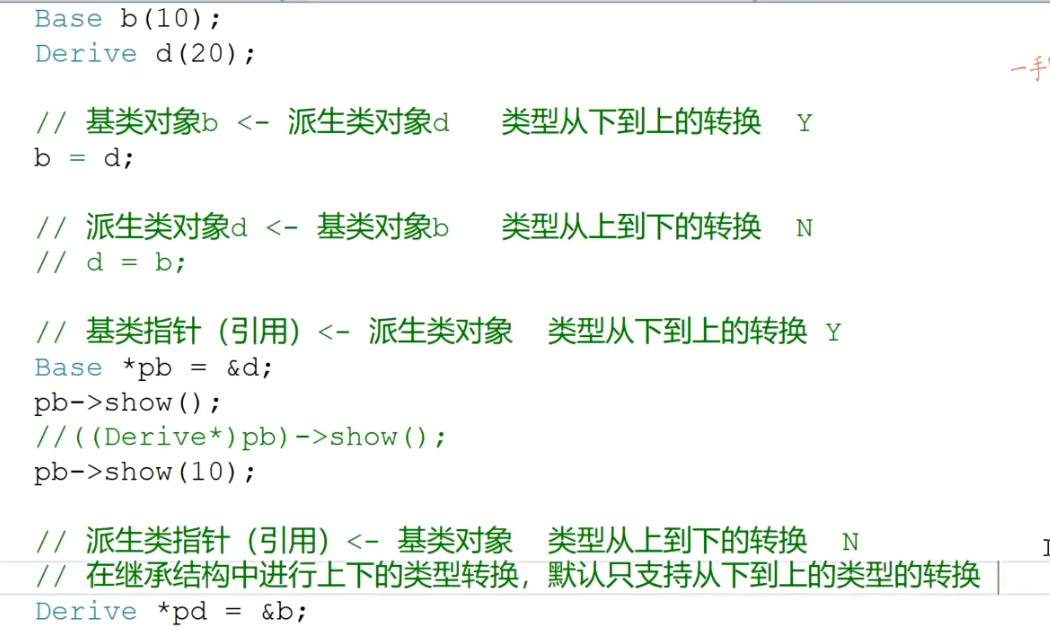 Base b(10);
Derive d(20);
// 基类对象b <- 派生类对象d 类型从下到上的转换 Y
b = d;
// 派生类对象d <- 基类对象b 类型从上到下的转换 N
// d = b;
// 基类指针（引用）<- 派生类对象 类型从下到上的转换 Y
Base *pb = &d;
pb->show();
//((Derive*)pb)->show();
pb->show(10);
// 派生类指针（引用）<- 基类对象 类型从上到下的转换 N
// 在继承结构中进行上下的类型转换，默认只支持从下到上的类型的转换
Derive *pd = &b;
一手